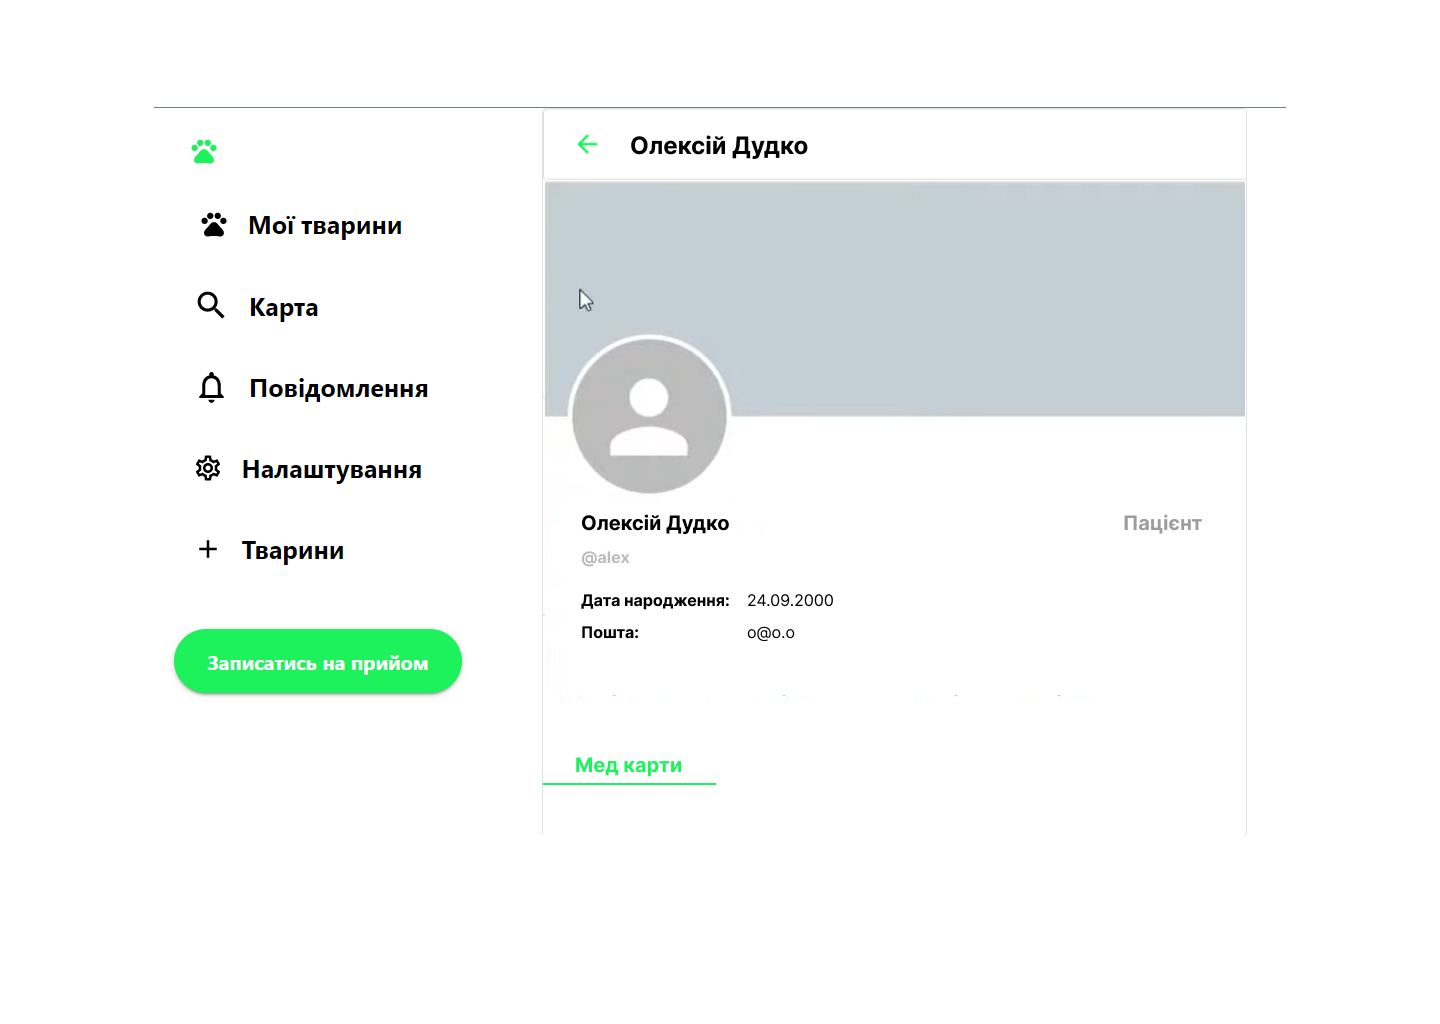 Мої тварини
Карта
Повідомлення
Налаштування
Тварини
Записатись на прийом
Олексій Дудко
Олексій Дудко
Пацієнт
@alex
Дата народження: 24.09.2000
Пошта: o@o.o
Мед карти